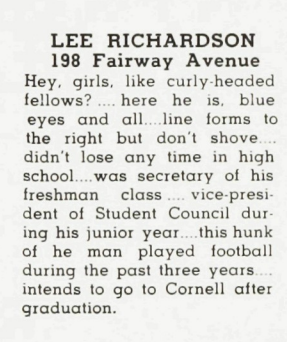 LEE RICHARDSON
198 Fairway Avenue
Hey, girls, like curly-headed
fellows? .... here he is, blue
eyes and all....line forms to
the right but don't shove....
didn't lose any time in high
school....was secretary of his
freshman class .... vice-presi-
dent of Student Council dur-
ing his junior year....this hunk
of he man played football
during the past three years....
intends to go to Cornell after
graduation.